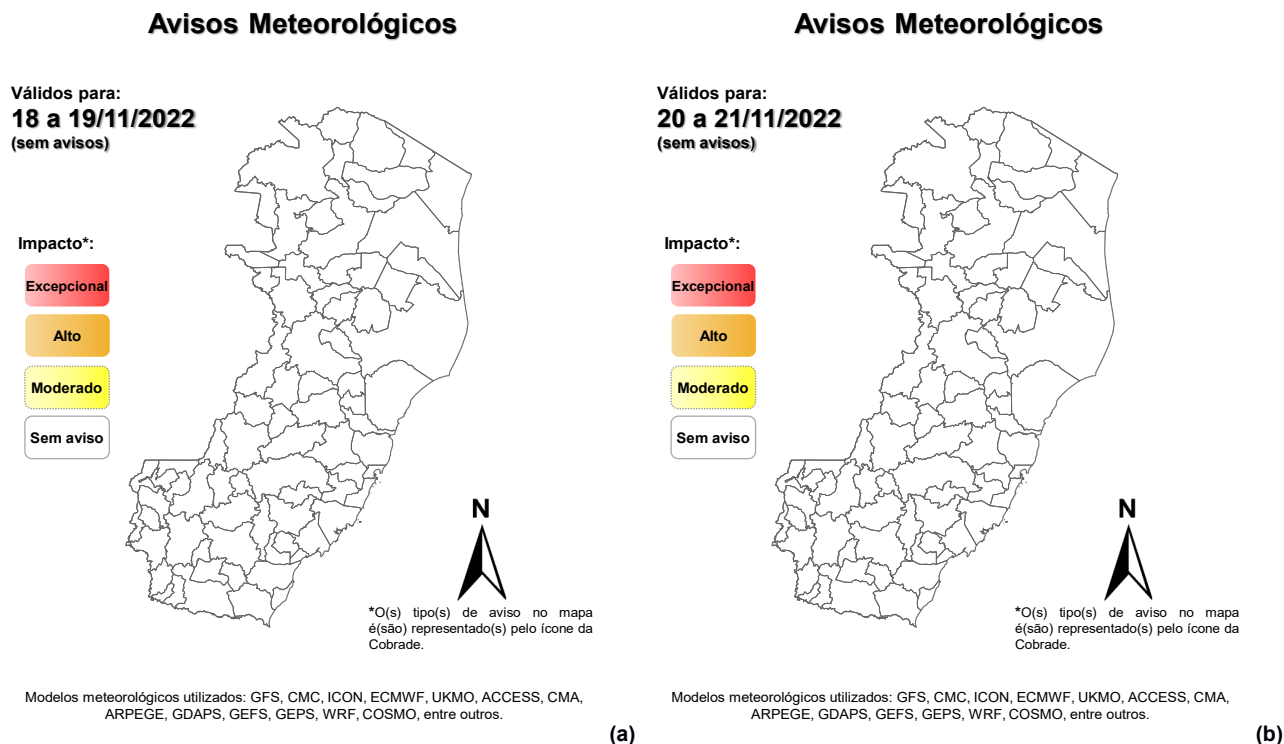 Avisos Meteorológicos
Válidos para:
18 a 19/11/2022
(sem avisos)
Impacto*:
Excepcional
Alto
Moderado
Sem aviso
N
*O(s) tipo(s) de aviso no mapa
é(são) representado(s) pelo ícone da
Cobrade.
Modelos meteorológicos utilizados: GFS, CMC, ICON, ECMWF, UKMO, ACCESS, CMA,
ARPEGE, GDAPS, GEFS, GEPS, WRF, COSMO, entre outros.
(a)
Avisos Meteorológicos
Válidos para:
20 a 21/11/2022
(sem avisos)
Impacto*:
Excepcional
Alto
Moderado
Sem aviso
N
*O(s) tipo(s) de aviso no mapa
é(são) representado(s) pelo ícone da
Cobrade.
Modelos meteorológicos utilizados: GFS, CMC, ICON, ECMWF, UKMO, ACCESS, CMA,
ARPEGE, GDAPS, GEFS, GEPS, WRF, COSMO, entre outros.
(b)